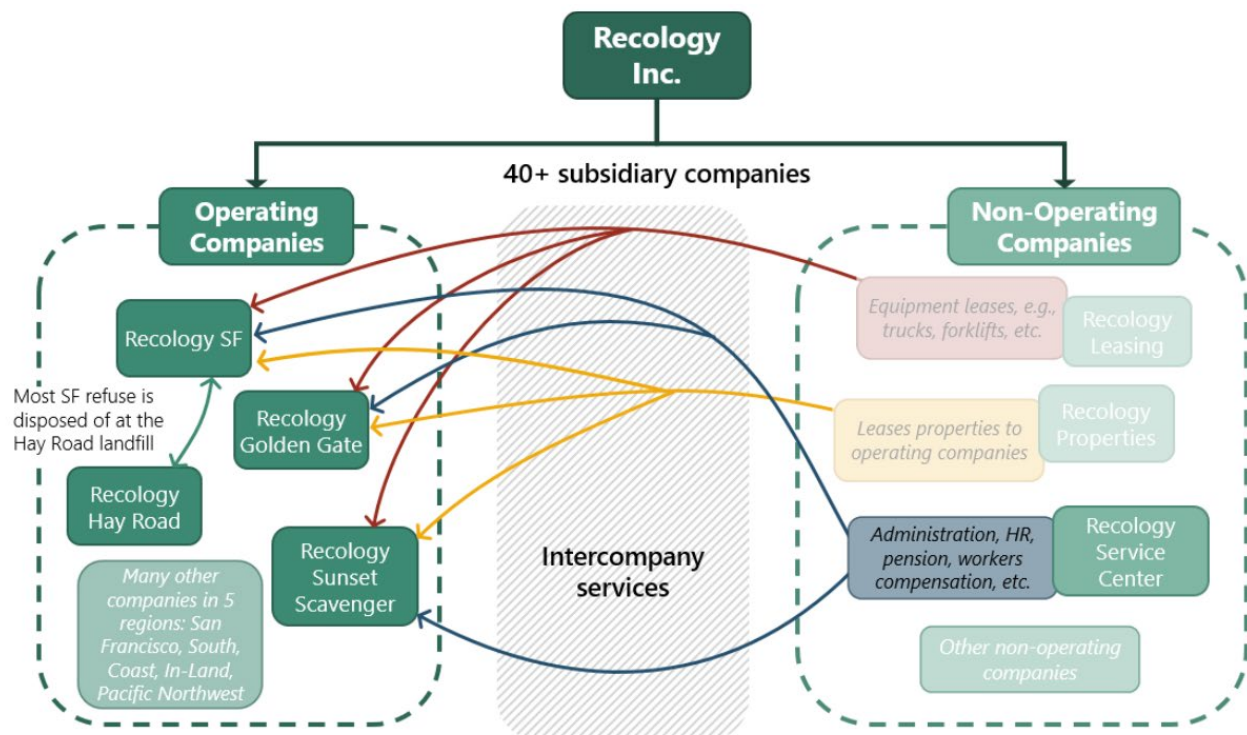 Recology
Inc.
40+ subsidiary companies
Operating
Companies
Non-Operating
Companies
Recology SF
Equipment leases, e.g.,
trucks, forklifts, etc.
Recology
Leasing
Most SF refuse is
disposed of at the
Hay Road landfill
Recology
Golden Gate
Leases properties to
operating companies
Recology
Properties
Recology
Hay Road
Recology
Sunset
Scavenger
Intercompany
services
Administration, HR,
pension, workers
compensation, etc.
Recology
Service
Center
Many other
companies in 5
regions: San
Francisco, South,
Coast, In-Land,
Pacific Northwest
Other non-operating
companies